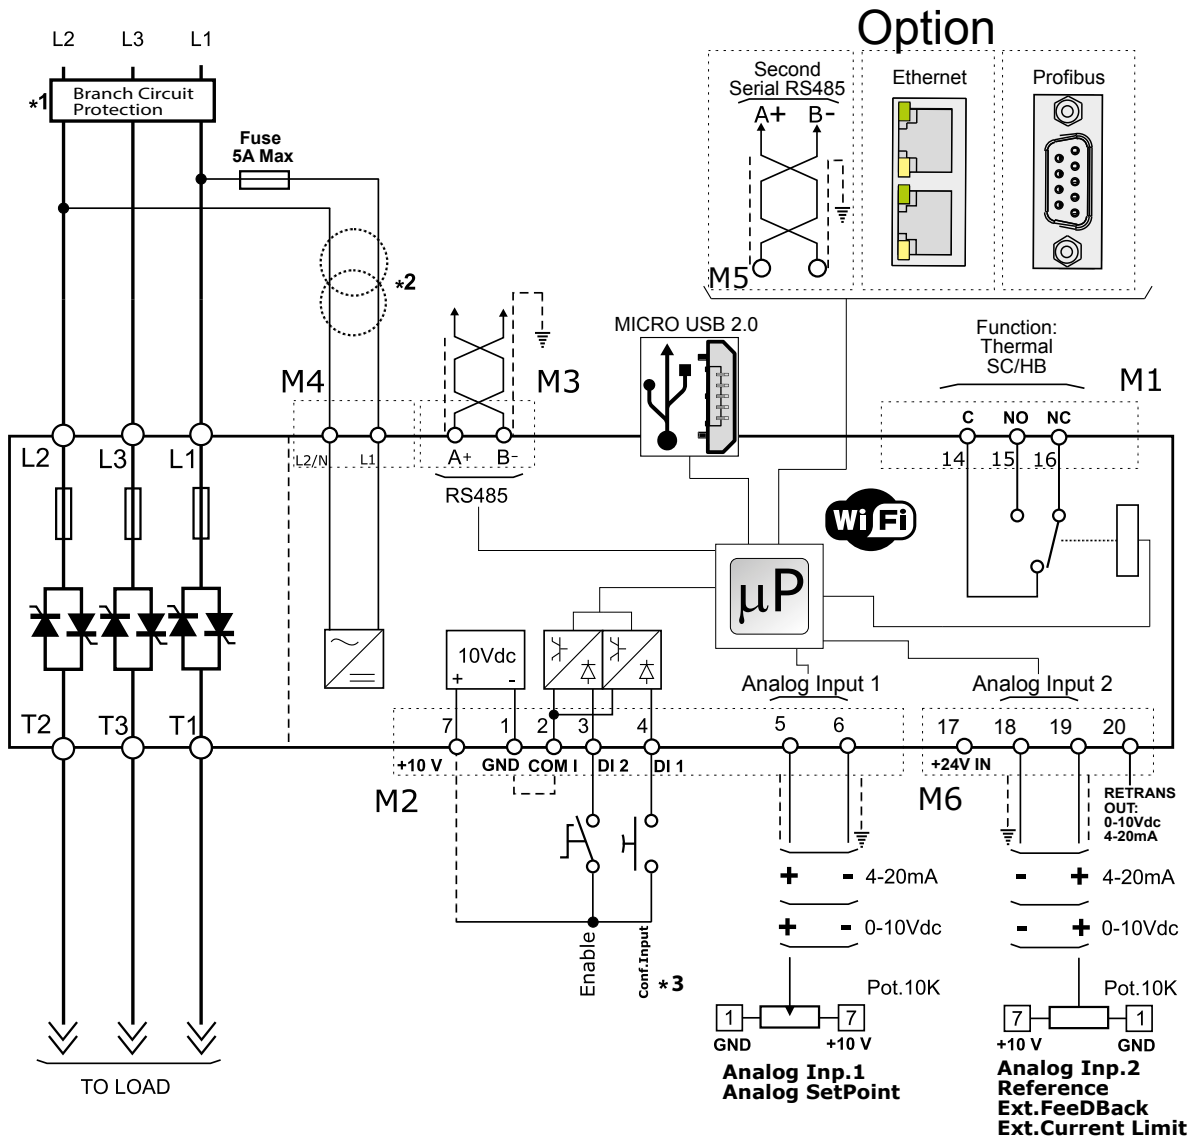 Option
L2 L3 L1
*1 Branch Circuit
Protection
Second
Serial RS485
A+ B-
Ethernet
Profibus
Fuse
5A Max
*2
M5
MICRO USB 2.0
Function:
Thermal
SC/HB
M4
M3
M1
C NO NC
14 15 16
L2 L3 L1
L2/N L1
A+ B-
RS485
WiFi
µP
10Vdc
+ -
Analog Input 1
Analog Input 2
T2 T3 T1
7 1 2 3 4 5 6
17 18 19 20
+10 V GND COM I DI 2 DI 1
+24V IN
M2
M6
RETRANS
OUT:
0-10Vdc
4-20mA
+ - 4-20mA
- + 4-20mA
+ - 0-10Vdc
- + 0-10Vdc
Enable
Conf.Input
*3
Pot.10K
Pot.10K
1 7
7 1
GND +10 V
+10 V GND
Analog Inp.1
Analog SetPoint
Analog Inp.2
Reference
Ext.FeeDBack
Ext.Current Limit
TO LOAD